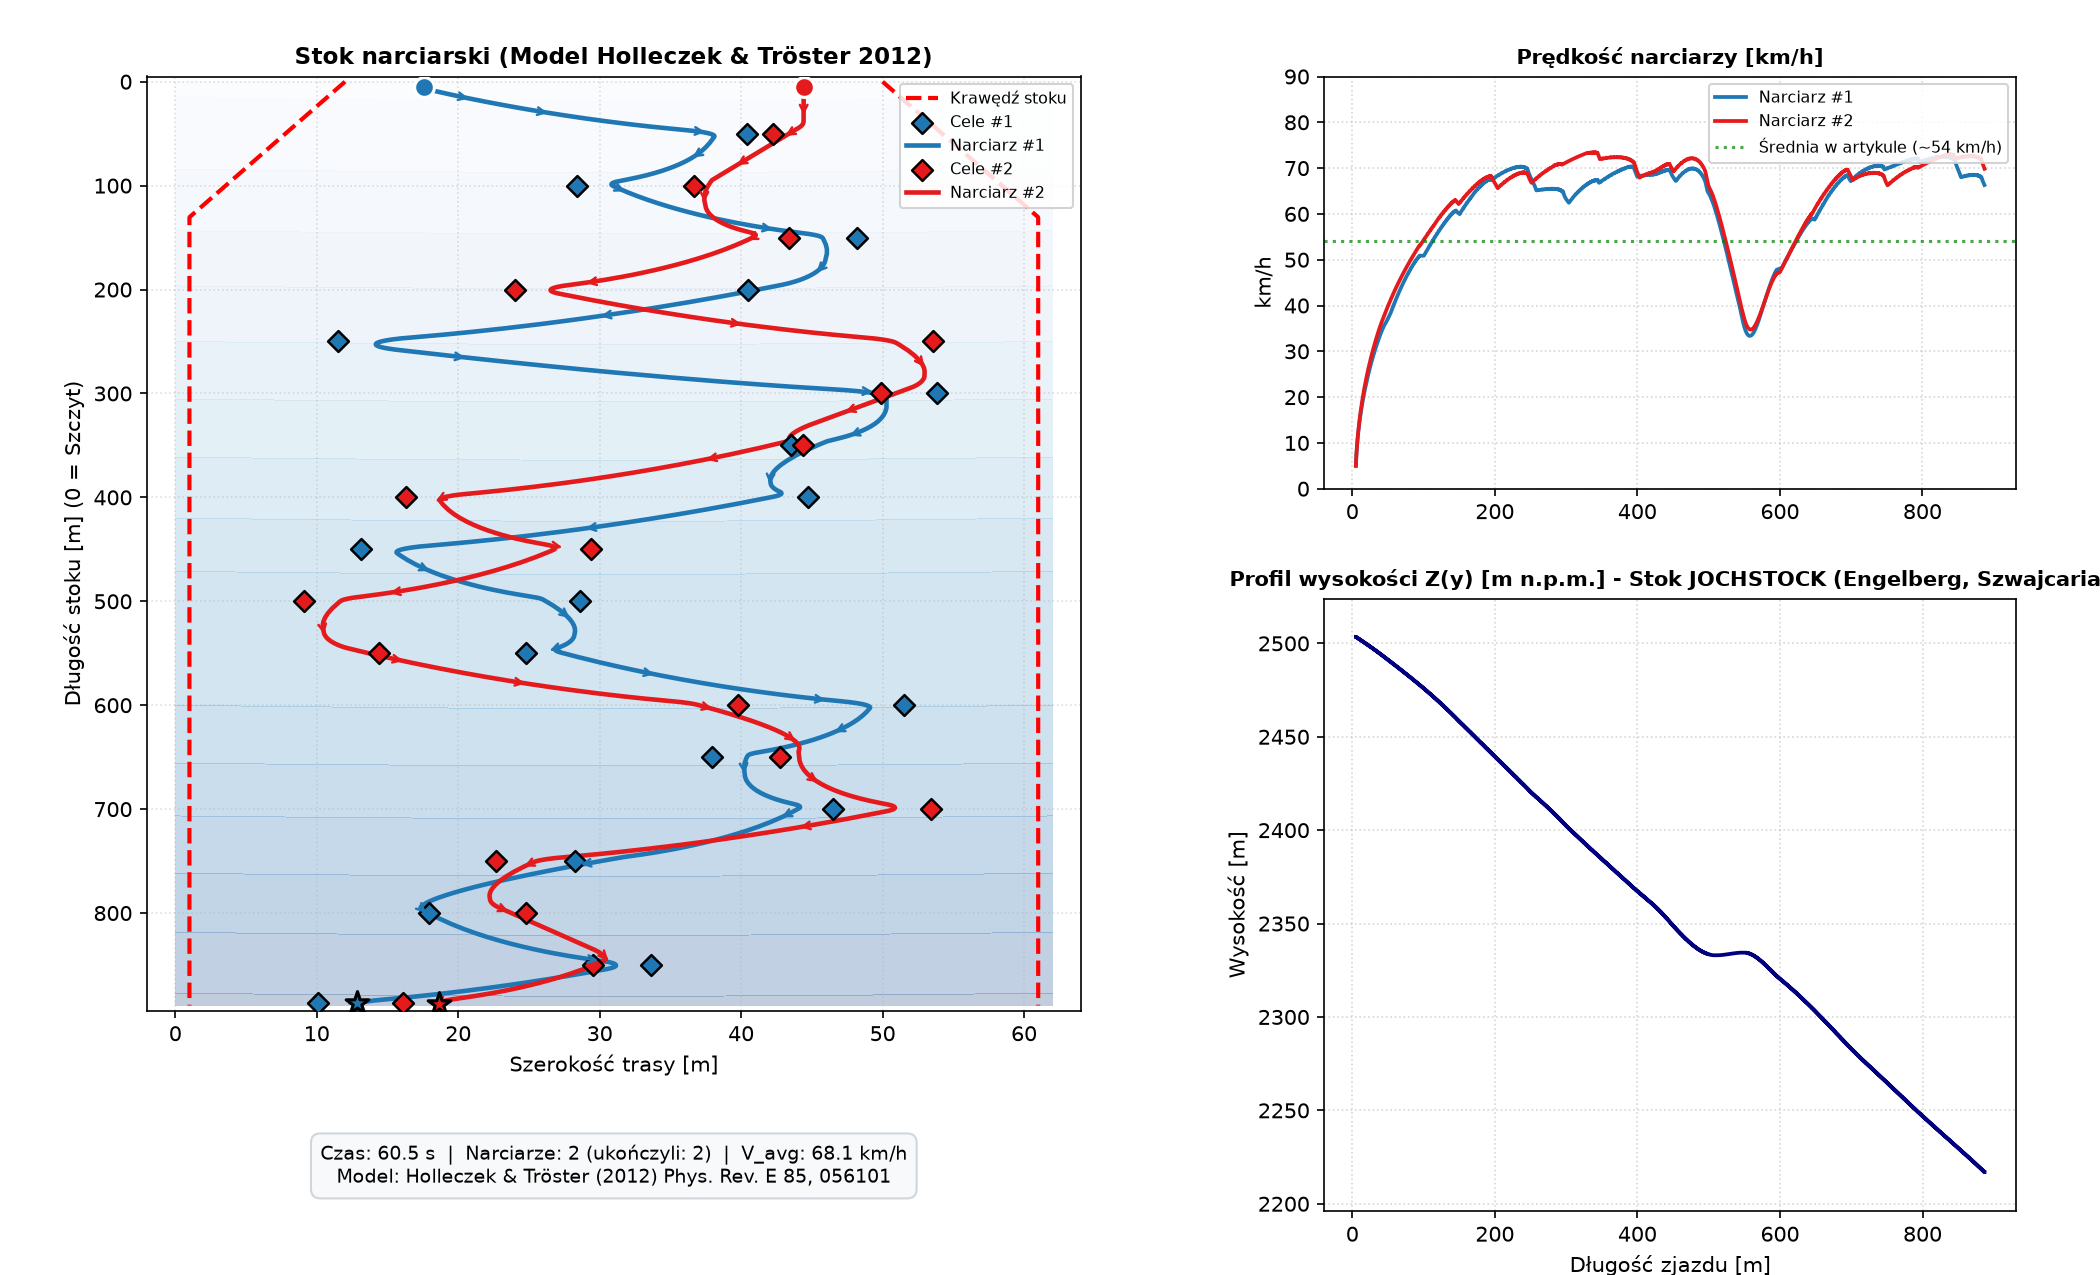 Stok narciarski (Model Holleczek & Tröster 2012)
Krawędź stoku
Cele #1
Narciarz #1
Cele #2
Narciarz #2
Długość stoku [m] (0 = Szczyt)
0
100
200
300
400
500
600
700
800
0
10
20
30
40
50
60
Szerokość trasy [m]
Czas: 60.5 s | Narciarze: 2 (ukończyli: 2) | V_avg: 68.1 km/h
Model: Holleczek & Tröster (2012) Phys. Rev. E 85, 056101
Prędkość narciarzy [km/h]
Narciarz #1
Narciarz #2
Średnia w artykule (~54 km/h)
km/h
90
80
70
60
50
40
30
20
10
0
0
200
400
600
800
Profil wysokości Z(y) [m n.p.m.] - Stok JOCHSTOCK (Engelberg, Szwajcaria
Wysokość [m]
2500
2450
2400
2350
2300
2250
2200
0
200
400
600
800
Długość zjazdu [m]